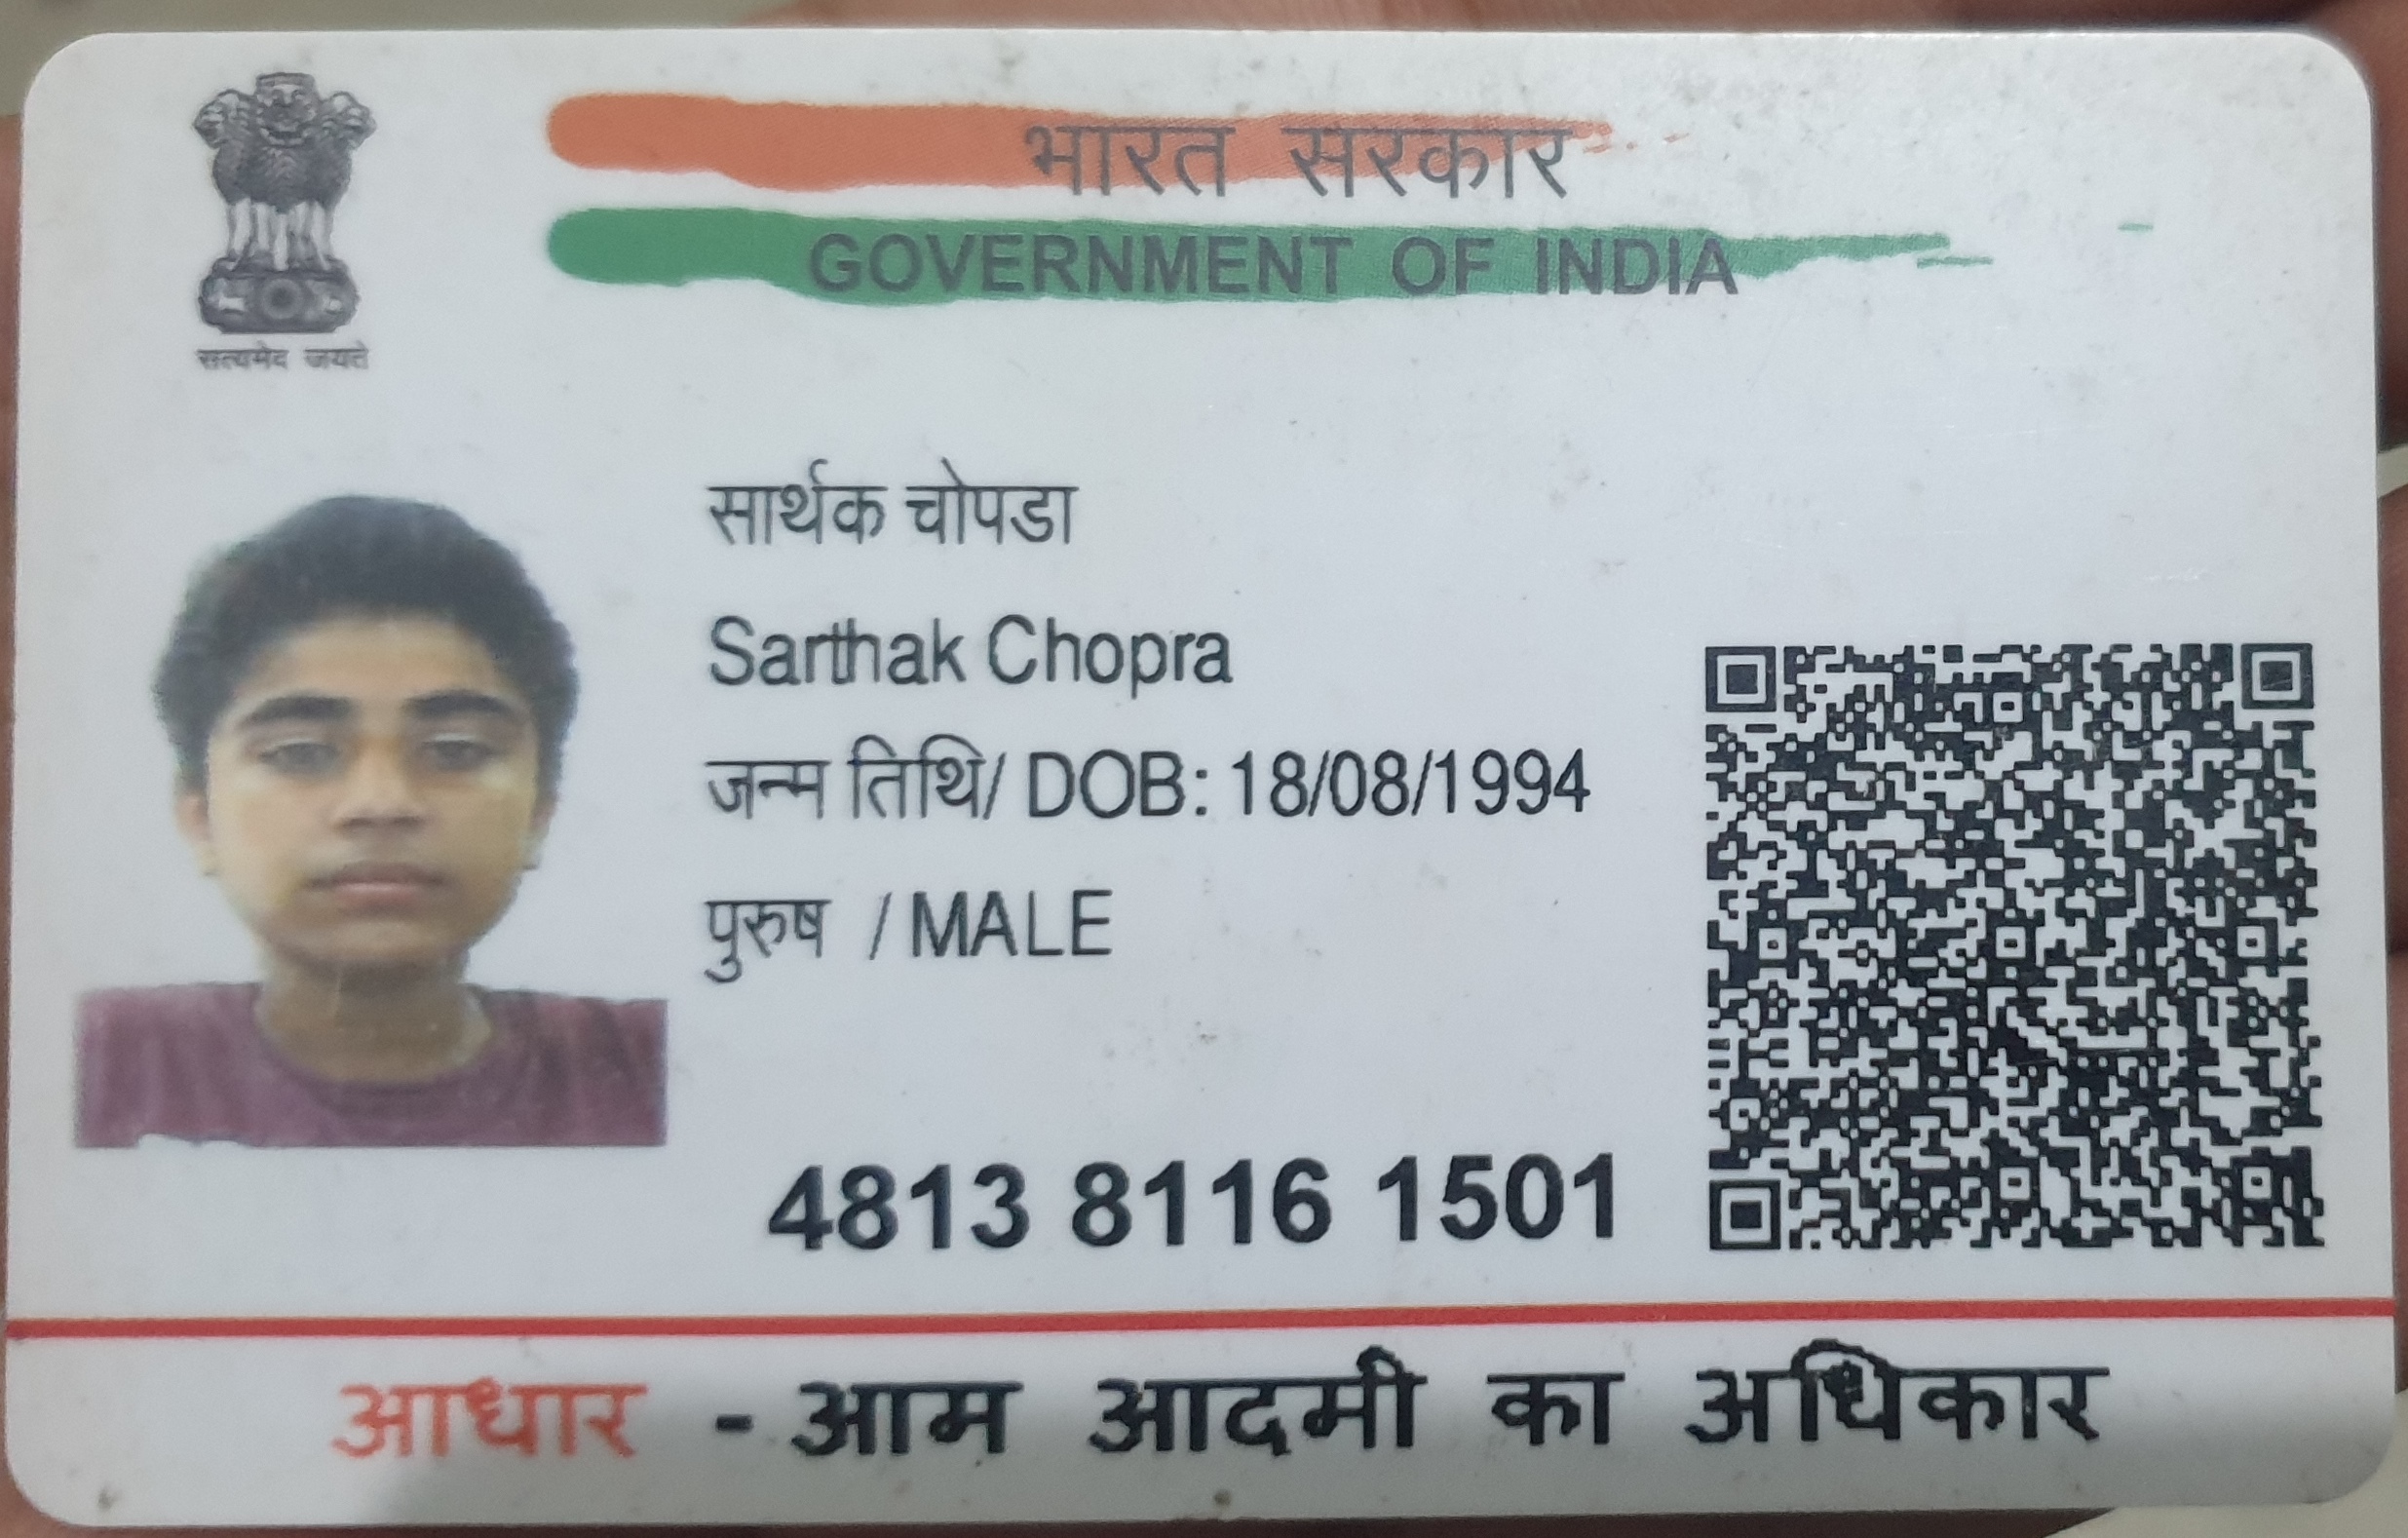 भारत सरकार
GOVERNMENT OF INDIA
सत्यमेव जयते
सार्थक चोपडा
Sarthak Chopra
जन्म तिथि/ DOB: 18/08/1994
पुरुष / MALE
4813 8116 1501
आधार - आम आदमी का अधिकार